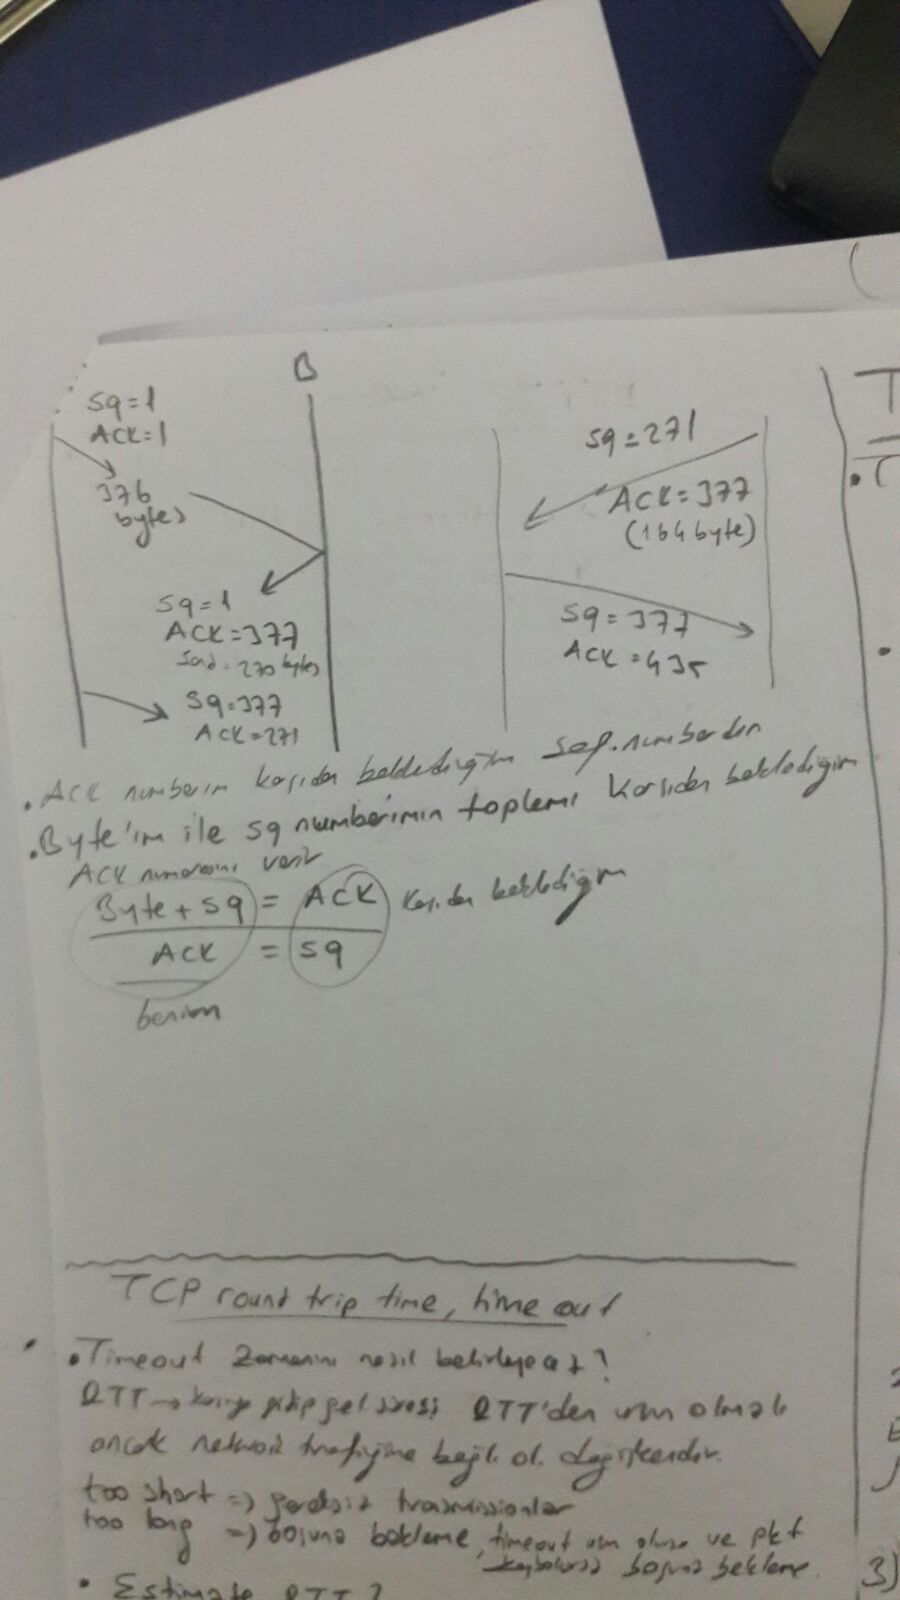 B
Sq=1
ACK=1
376
bytes
Sq=1
ACK=377
Send=270 bytes
Sq=377
ACK=271
Sq=271
ACK=377
(164 byte)
Sq=377
ACK=435
• ACK numberım karşıdan beklediğim seq. numberdır
• Byte'ım ile sq numberımın toplamı karşıdan beklediğim
ACK numarasını verir
Byte + sq = ACK karşıdan beklediğim
ACK = sq
benim
TCP round trip time, time out
• Timeout zamanını nasıl belirleyecez?
RTT → karşıya gidip gel süresi RTT'den uzun olmalı
ancak network trafiğine bağlı ol. değişkendir.
too short => gereksiz transmissionlar
too long => boşuna bekleme, timeout uzun olursa ve pkt
kaybolursa boşuna bekleme.
• Estimate RTT?
T
• (
•
3)